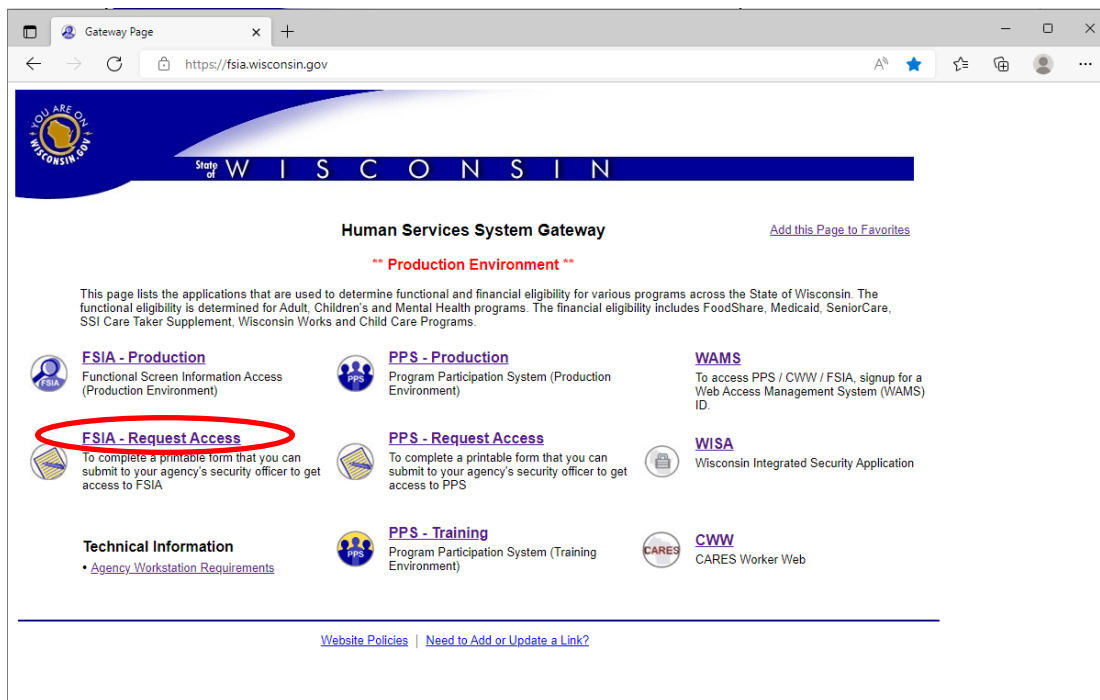 Gateway Page
https://fsia.wisconsin.gov
YOU ARE ON
WISCONSIN.GOV
State of WISCONSIN
Human Services System Gateway
Add this Page to Favorites
** Production Environment **
This page lists the applications that are used to determine functional and financial eligibility for various programs across the State of Wisconsin. The
functional eligibility is determined for Adult, Children's and Mental Health programs. The financial eligibility includes FoodShare, Medicaid, SeniorCare,
SSI Care Taker Supplement, Wisconsin Works and Child Care Programs.
FSIA
FSIA - Production
Functional Screen Information Access
(Production Environment)
PPS
PPS - Production
Program Participation System (Production
Environment)
WAMS
To access PPS / CWW / FSIA, signup for a
Web Access Management System (WAMS)
ID.
FSIA - Request Access
To complete a printable form that you can
submit to your agency's security officer to get
access to FSIA
PPS - Request Access
To complete a printable form that you can
submit to your agency's security officer to get
access to PPS
WISA
Wisconsin Integrated Security Application
Technical Information
• Agency Workstation Requirements
PPS
PPS - Training
Program Participation System (Training
Environment)
CARES
CWW
CARES Worker Web
Website Policies | Need to Add or Update a Link?